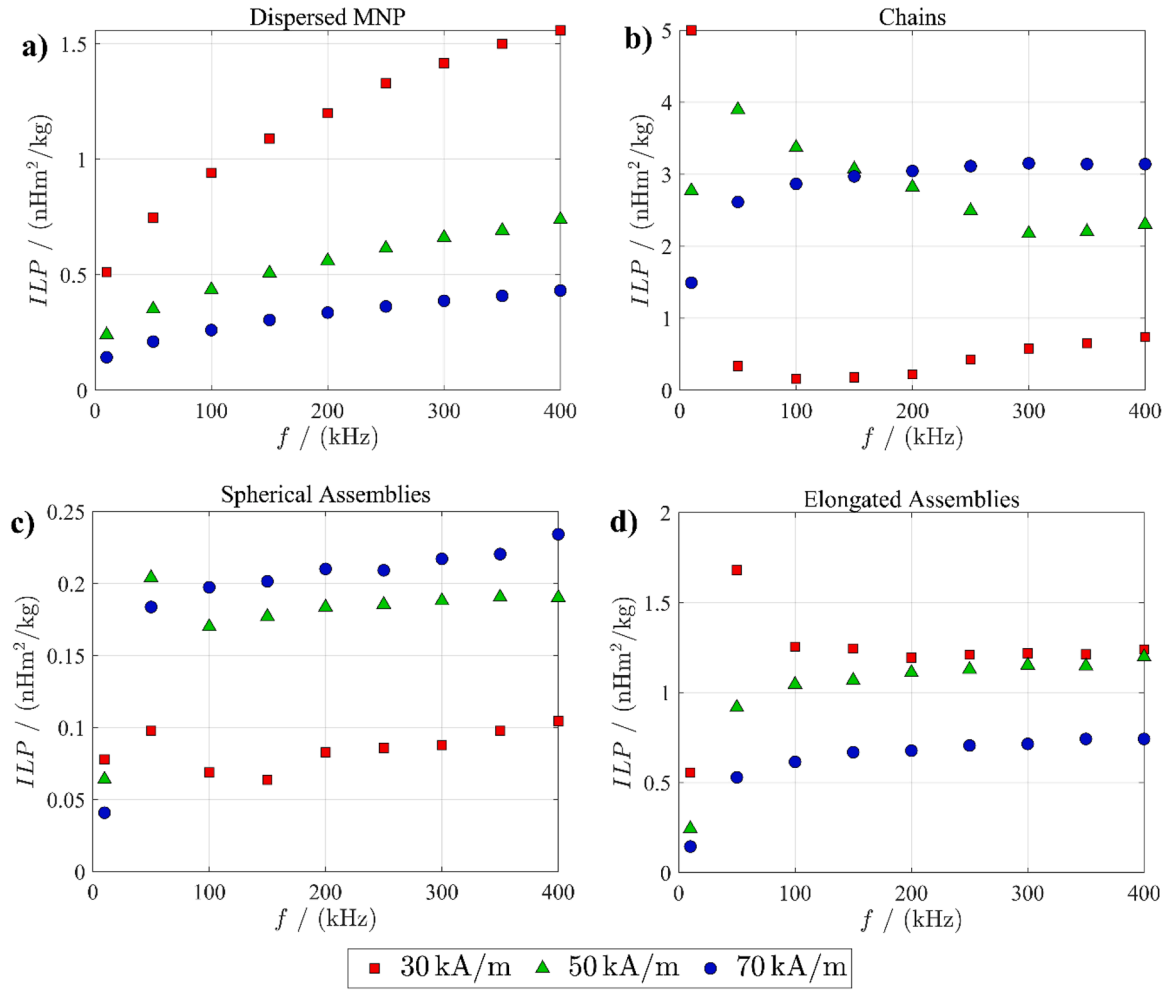 Dispersed MNP
a)
1.5
1
0.5
0
ILP / (nHm²/kg)
0 100 200 300 400
f / (kHz)
Chains
b)
5
4
3
2
1
0
ILP / (nHm²/kg)
0 100 200 300 400
f / (kHz)
Spherical Assemblies
c)
0.25
0.2
0.15
0.1
0.05
0
ILP / (nHm²/kg)
0 100 200 300 400
f / (kHz)
Elongated Assemblies
d)
2
1.5
1
0.5
0
ILP / (nHm²/kg)
0 100 200 300 400
f / (kHz)
30 kA/m 50 kA/m 70 kA/m